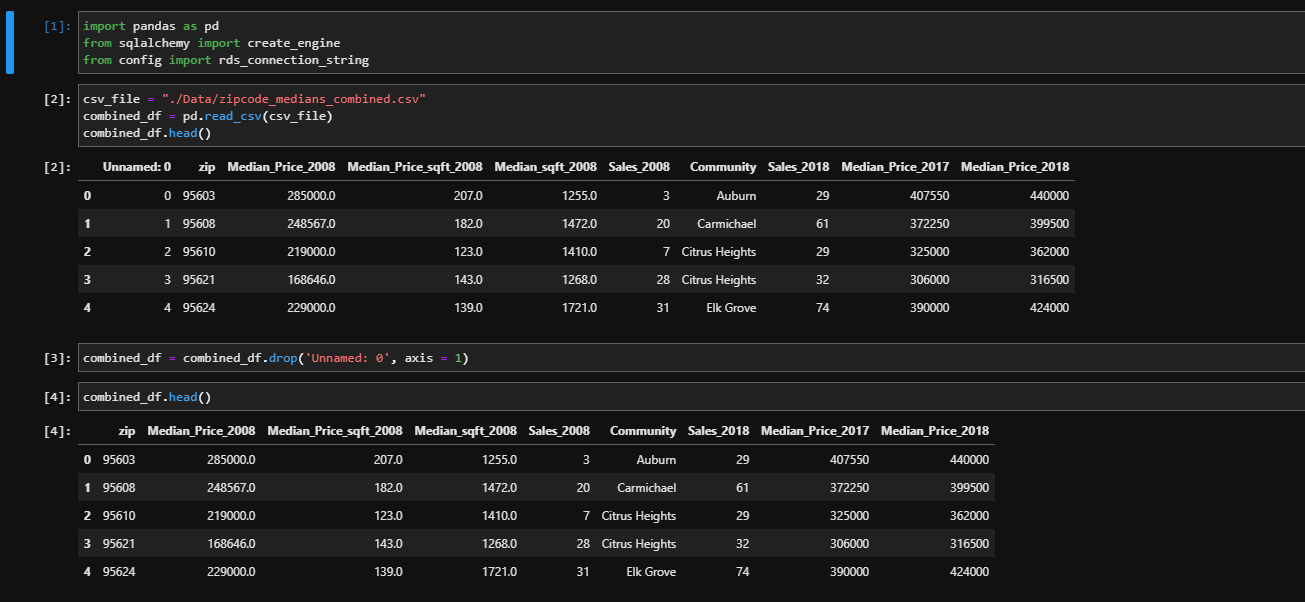 [1]: import pandas as pd
from sqlalchemy import create_engine
from config import rds_connection_string
[2]: csv_file = "./Data/zipcode_medians_combined.csv"
combined_df = pd.read_csv(csv_file)
combined_df.head()
[2]: Unnamed: 0 zip Median_Price_2008 Median_Price_sqft_2008 Median_sqft_2008 Sales_2008 Community Sales_2018 Median_Price_2017 Median_Price_2018
0 0 95603 285000.0 207.0 1255.0 3 Auburn 29 407550 440000
1 1 95608 248567.0 182.0 1472.0 20 Carmichael 61 372250 399500
2 2 95610 219000.0 123.0 1410.0 7 Citrus Heights 29 325000 362000
3 3 95621 168646.0 143.0 1268.0 28 Citrus Heights 32 306000 316500
4 4 95624 229000.0 139.0 1721.0 31 Elk Grove 74 390000 424000
[3]: combined_df = combined_df.drop('Unnamed: 0', axis = 1)
[4]: combined_df.head()
[4]: zip Median_Price_2008 Median_Price_sqft_2008 Median_sqft_2008 Sales_2008 Community Sales_2018 Median_Price_2017 Median_Price_2018
0 95603 285000.0 207.0 1255.0 3 Auburn 29 407550 440000
1 95608 248567.0 182.0 1472.0 20 Carmichael 61 372250 399500
2 95610 219000.0 123.0 1410.0 7 Citrus Heights 29 325000 362000
3 95621 168646.0 143.0 1268.0 28 Citrus Heights 32 306000 316500
4 95624 229000.0 139.0 1721.0 31 Elk Grove 74 390000 424000